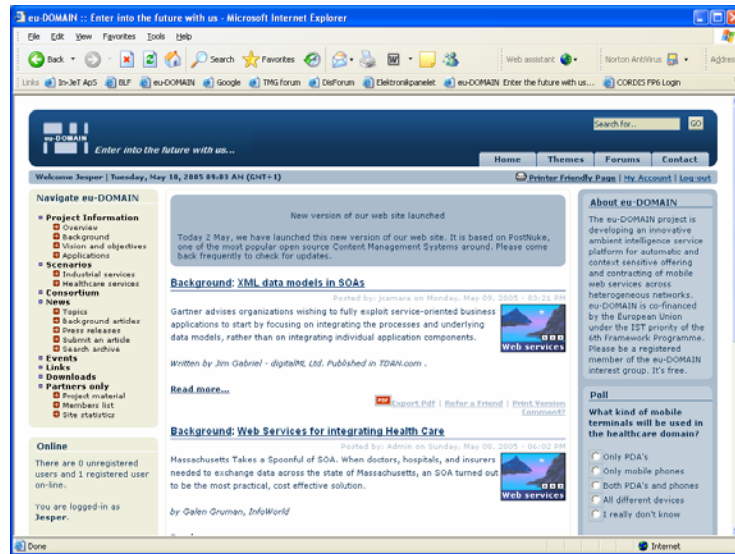 eu-DOMAIN :: Enter into the future with us - Microsoft Internet Explorer
File Edit View Favorites Tools Help
Back Search Favorites Web assistant Norton AntiVirus Address
Links In-JeT ApS BLF eu-DOMAIN Google TMG forum DisForum Elektronikpanelet eu-DOMAIN Enter the future with us... CORDIS FP6 Login
Search for.. GO
eu-DOMAIN
Enter into the future with us...
Home Themes Forums Contact
Welcome Jesper | Tuesday, May 10, 2005 09:03 AM (GNT+1)
Printer Friendly Page | My Account | Log-out
Navigate eu-DOMAIN
Project Information
Overview
Background
Vision and objectives
Applications
Scenarios
Industrial services
Healthcare services
Consortium
News
Topics
Background articles
Press releases
Submit an article
Search archive
Events
Links
Downloads
Partners only
Project material
Members list
Site statistics
Online
There are 0 unregistered
users and 1 registered user
on-line.
You are logged-in as
Jesper.
New version of our web site launched
Today 2 May, we have launched this new version of our web site. It is based on PostNuke,
one of the most popular open source Content Management Systems around. Please come
back frequently to check for updates.
Background: XML data models in SOAs
Posted by: jcamara on Monday, May 09, 2005 - 03:21 PM
Gartner advises organizations wishing to fully exploit service-oriented business
applications to start by focusing on integrating the processes and underlying
data models, rather than on integrating individual application components.
Web services
Written by Jim Gabriel - digitalML Ltd. Published in TDAN.com .
Read more...
PDF Export Pdf | Refer a Friend | Print Version
Comment?
Background: Web Services for integrating Health Care
Posted by: Admin on Sunday, May 08, 2005 - 06:02 PM
Massachusetts Takes a Spoonful of SOA. When doctors, hospitals, and insurers
needed to exchange data across the state of Massachusetts, an SOA turned out
to be the most practical, cost effective solution.
Web services
by Galen Gruman, InfoWorld
About eu-DOMAIN
The eu-DOMAIN project is
developing an innovative
ambient intelligence service
platform for automatic and
context sensitive offering
and contracting of mobile
web services across
heterogeneous networks.
eu-DOMAIN is co-financed
by the European Union
under the IST priority of the
6th Framework Programme.
Please be a registered
member of the eu-DOMAIN
interest group. It's free.
Poll
What kind of mobile
terminals will be used in
the healthcare domain?
Only PDA's
Only mobile phones
Both PDA's and phones
All different devices
I really don't know
Done Internet